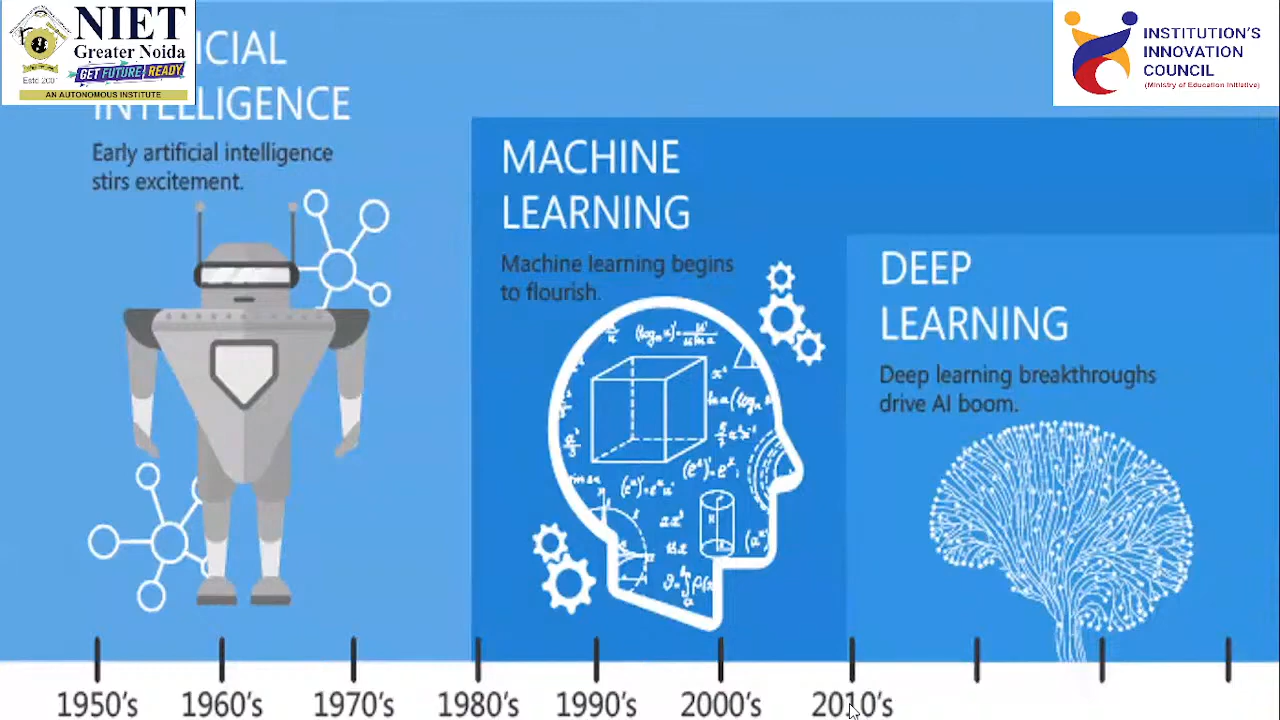 NIET
Greater Noida
GET FUTURE READY
Estd
AN AUTONOMOUS INSTITUTE
INSTITUTION'S
INNOVATION
COUNCIL
(Ministry of Education Initiative)
ICIAL
INTELLIGENCE
Early artificial intelligence
stirs excitement.
MACHINE
LEARNING
Machine learning begins
to flourish.
DEEP
LEARNING
Deep learning breakthroughs
drive AI boom.
1950's 1960's 1970's 1980's 1990's 2000's 2010's